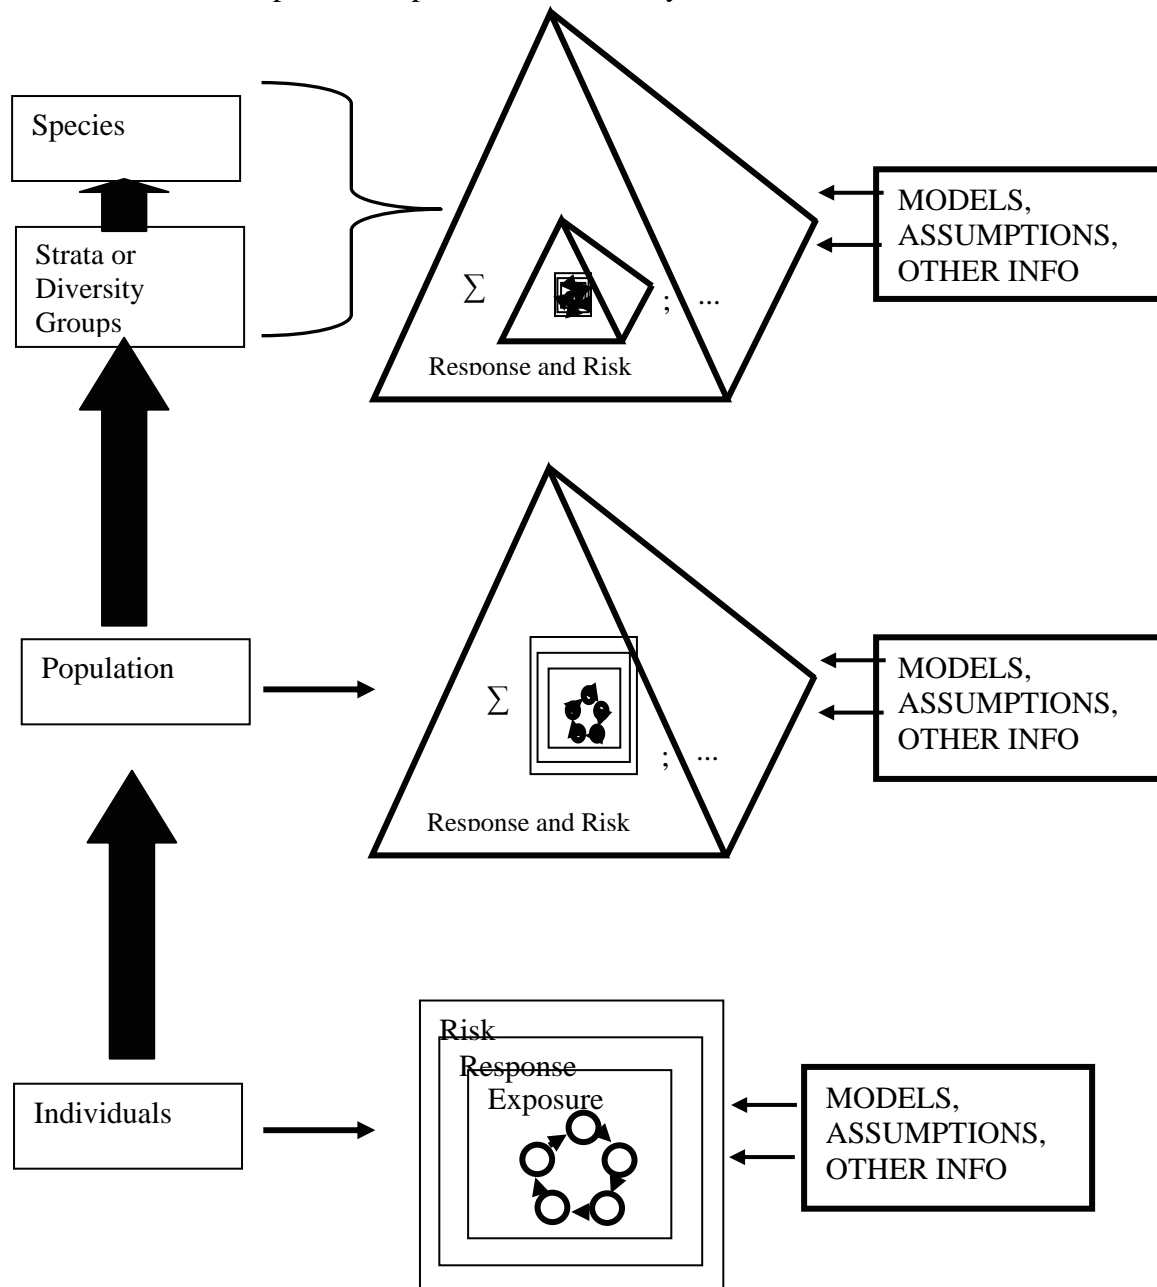 Species
Strata or
Diversity
Groups
MODELS,
ASSUMPTIONS,
OTHER INFO
∑
; ...
Response and Risk
Population
MODELS,
ASSUMPTIONS,
OTHER INFO
∑
; ...
Response and Risk
Individuals
Risk
Response
Exposure
MODELS,
ASSUMPTIONS,
OTHER INFO